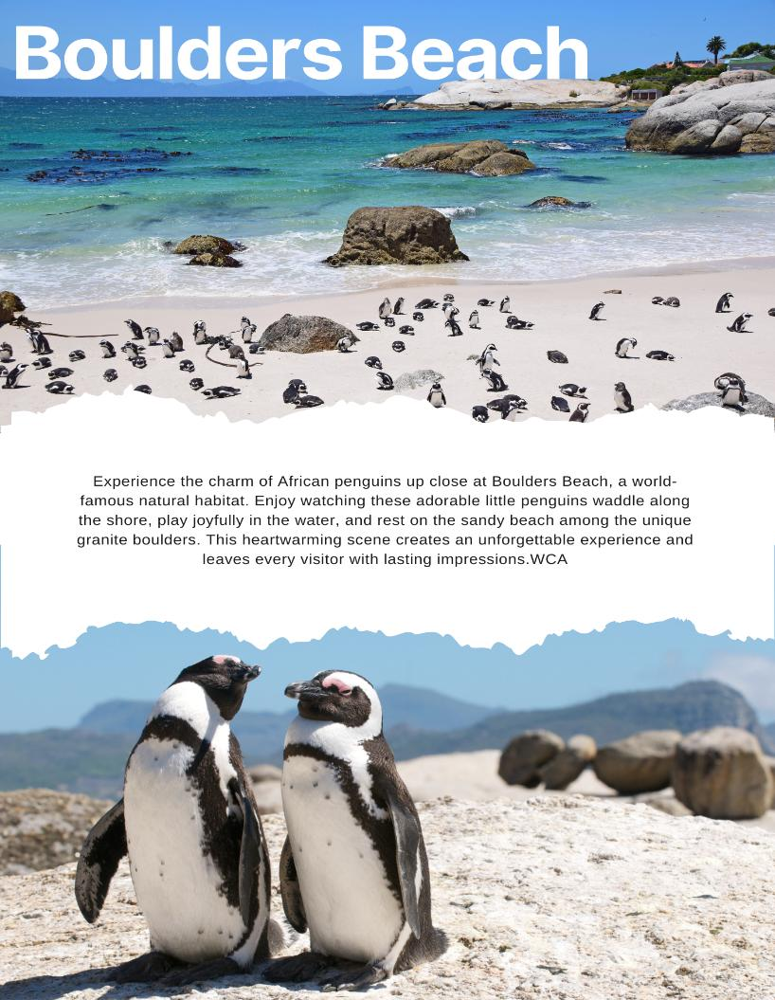 Boulders Beach
Experience the charm of African penguins up close at Boulders Beach, a world-
famous natural habitat. Enjoy watching these adorable little penguins waddle along
the shore, play joyfully in the water, and rest on the sandy beach among the unique
granite boulders. This heartwarming scene creates an unforgettable experience and
leaves every visitor with lasting impressions.WCA